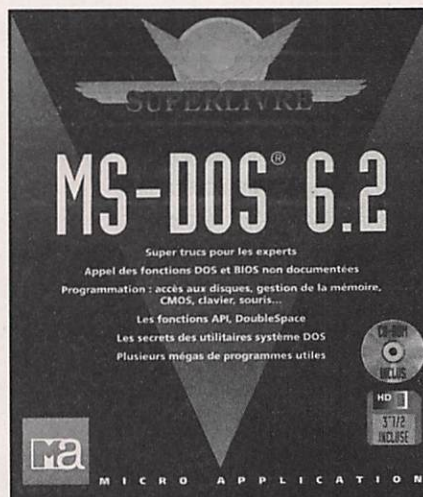 SUPERLIVRE
MS-DOS® 6.2
Super trucs pour les experts
Appel des fonctions DOS et BIOS non documentées
Programmation : accès aux disques, gestion de la mémoire,
CMOS, clavier, souris...
Les fonctions API, DoubleSpace
Les secrets des utilitaires système DOS
Plusieurs mégas de programmes utiles
CD-ROM
INCLUS
HD
3"1/2
INCLUSE
Ma
MICRO APPLICATION